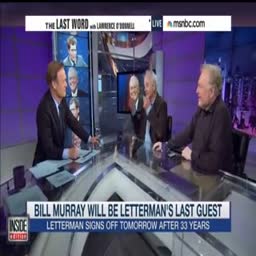 THE LAST WORD WITH LAWRENCE O'DONNELL
LIVE msnbc.com
BILL MURRAY WILL BE LETTERMAN'S LAST GUEST
LETTERMAN SIGNS OFF TOMORROW AFTER 33 YEARS
INSIDE
EDITION